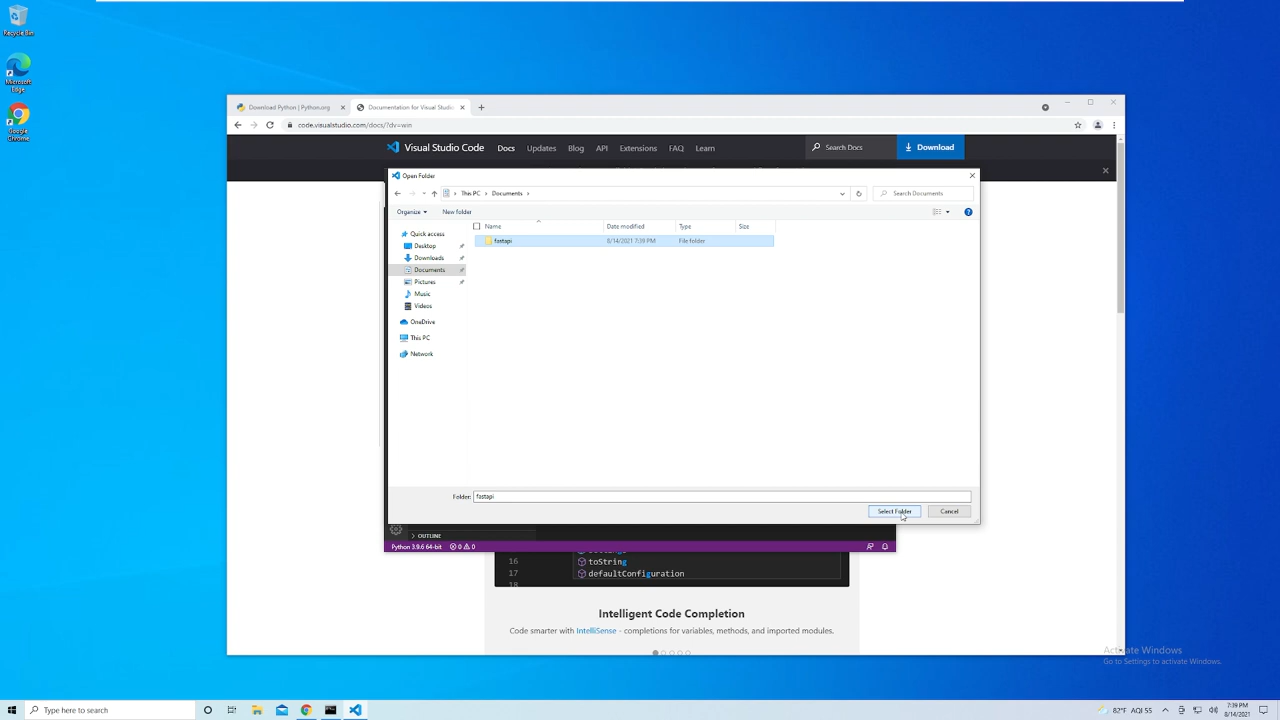 Recycle Bin
Microsoft Edge
Google Chrome
Download Python | Python.org
Documentation for Visual Studio
code.visualstudio.com/docs/?dv=win
Visual Studio Code
Docs
Updates
Blog
API
Extensions
FAQ
Learn
Search Docs
Download
Open Folder
This PC > Documents >
Search Documents
Organize
New folder
Name
Date modified
Type
Size
Quick access
fastapi
8/14/2021 7:39 PM
File folder
Desktop
Downloads
Documents
Pictures
Music
Videos
OneDrive
This PC
Network
Folder:
fastapi
Select Folder
Cancel
> OUTLINE
Python 3.9.6 64-bit
0
0
16
toString
17
defaultConfiguration
18
Intelligent Code Completion
Code smarter with IntelliSense - completions for variables, methods, and imported modules.
Activate Windows
Go to Settings to activate Windows.
Type here to search
82°F AQI 55
7:39 PM
8/14/2021